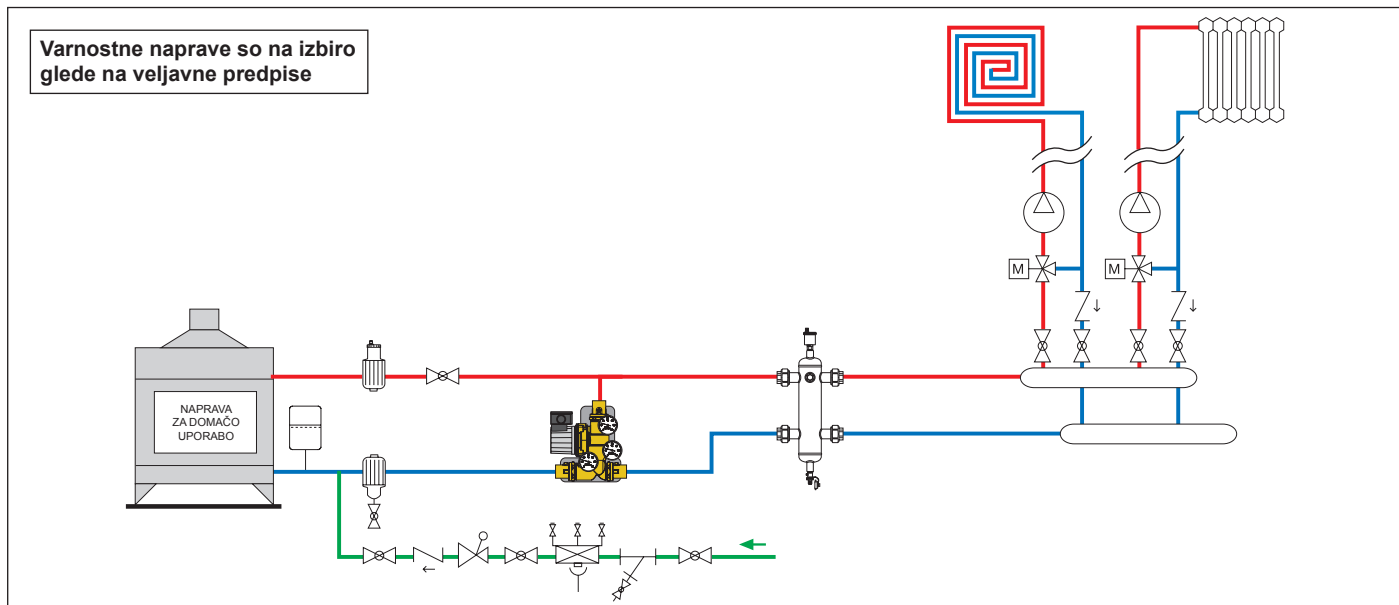 Varnostne naprave so na izbiro
glede na veljavne predpise
M
M
NAPRAVA
ZA DOMAČO
UPORABO